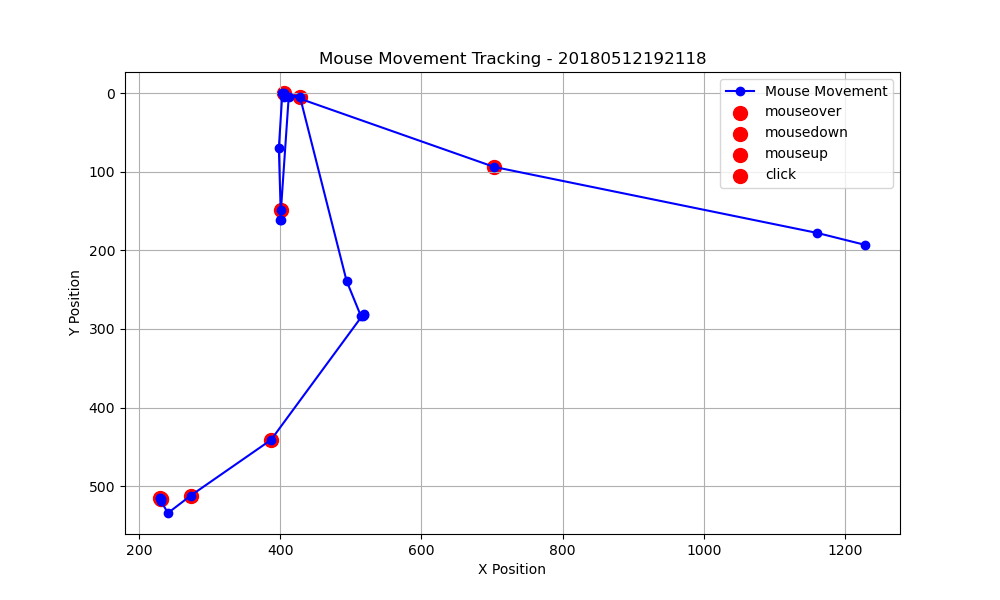 Mouse Movement Tracking - 20180512192118
Mouse Movement
mouseover
mousedown
mouseup
click
Y Position
0
100
200
300
400
500
200
400
600
800
1000
1200
X Position